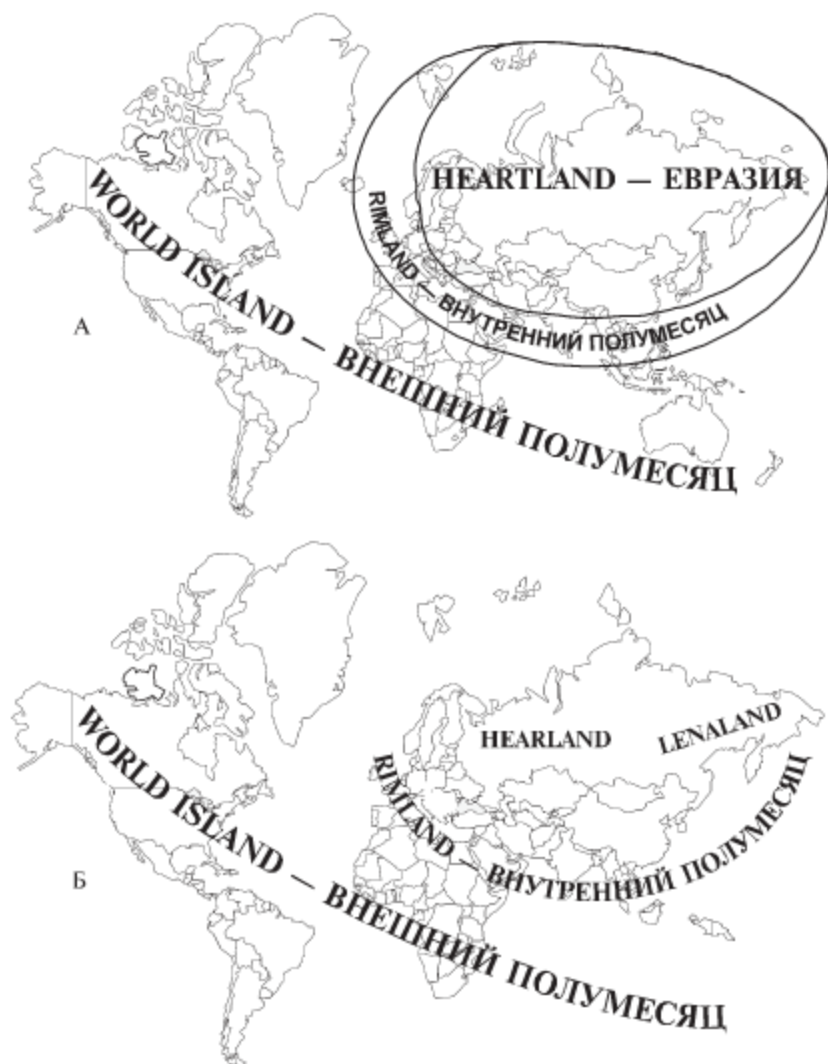 HEARTLAND — ЕВРАЗИЯ
RIMLAND — ВНУТРЕННИЙ ПОЛУМЕСЯЦ
WORLD ISLAND — ВНЕШНИЙ ПОЛУМЕСЯЦ
А
HEARLAND
LENALAND
RIMLAND — ВНУТРЕННИЙ ПОЛУМЕСЯЦ
WORLD ISLAND — ВНЕШНИЙ ПОЛУМЕСЯЦ
Б